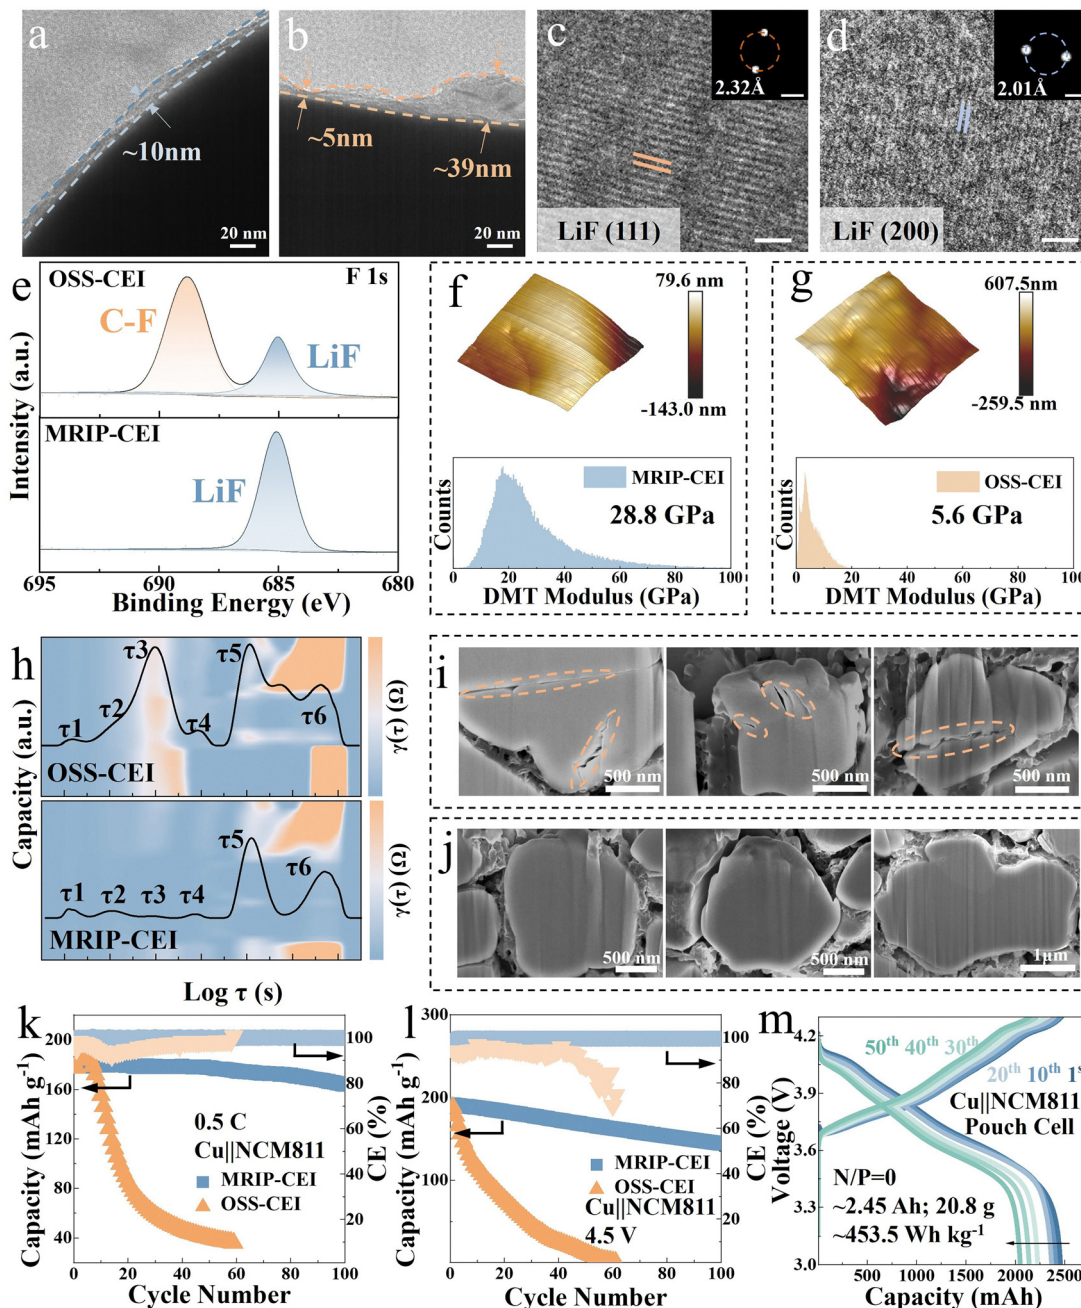 a
~10nm
20 nm
b
~5nm
~39nm
20 nm
c
2.32Å
LiF (111)
d
2.01Å
LiF (200)
e
OSS-CEI
F 1s
C-F
LiF
MRIP-CEI
LiF
Intensity (a.u.)
695
690
685
680
Binding Energy (eV)
f
79.6 nm
-143.0 nm
MRIP-CEI
28.8 GPa
Counts
0
20
40
60
80
100
DMT Modulus (GPa)
g
607.5nm
-259.5 nm
OSS-CEI
5.6 GPa
Counts
0
20
40
60
80
100
DMT Modulus (GPa)
h
τ1
τ2
τ3
τ4
τ5
τ6
OSS-CEI
γ(τ) (Ω)
τ1
τ2
τ3
τ4
τ5
τ6
MRIP-CEI
γ(τ) (Ω)
Capacity (a.u.)
Log τ (s)
i
500 nm
500 nm
500 nm
j
500 nm
500 nm
1μm
k
200
160
120
80
40
Capacity (mAh g-1)
100
80
60
40
20
CE (%)
0.5 C
Cu||NCM811
MRIP-CEI
OSS-CEI
0
20
40
60
80
100
Cycle Number
l
300
200
100
0
Capacity (mAh g-1)
100
80
60
40
20
0
CE (%)
MRIP-CEI
OSS-CEI
Cu||NCM811
4.5 V
0
20
40
60
80
100
Cycle Number
m
4.2
3.9
3.6
3.3
3.0
Voltage (V)
50th 40th 30th
20th 10th 1s
Cu||NCM811
Pouch Cell
N/P=0
~2.45 Ah; 20.8 g
~453.5 Wh kg-1
1000
1500
2000
2500
Capacity (mAh)